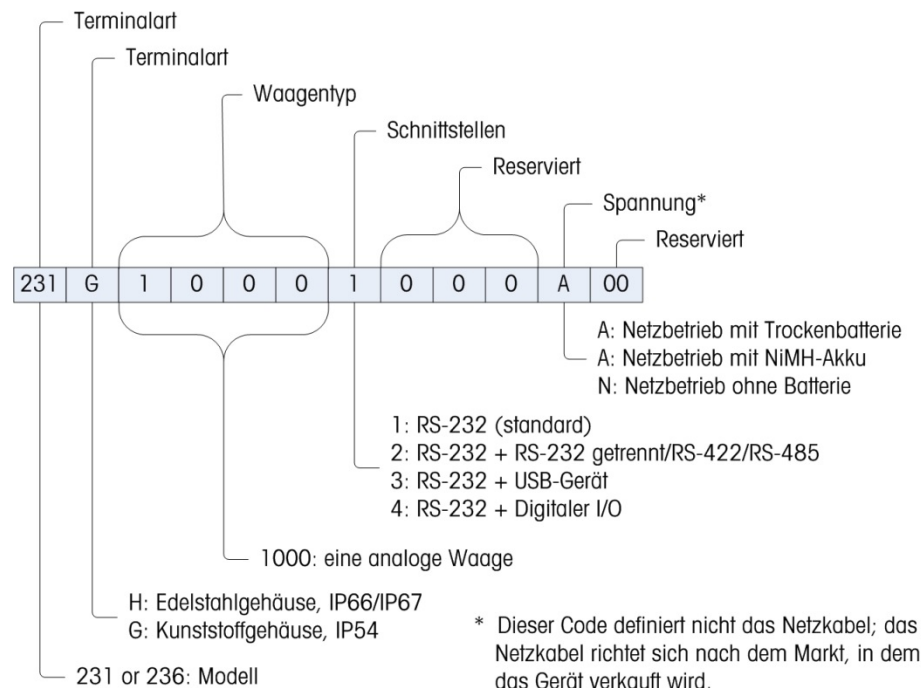 Terminalart
Terminalart
Waagentyp
Schnittstellen
Reserviert
Spannung*
Reserviert
231 G 1 0 0 0 1 0 0 0 A 00
A: Netzbetrieb mit Trockenbatterie
A: Netzbetrieb mit NiMH-Akku
N: Netzbetrieb ohne Batterie
1: RS-232 (standard)
2: RS-232 + RS-232 getrennt/RS-422/RS-485
3: RS-232 + USB-Gerät
4: RS-232 + Digitaler I/O
1000: eine analoge Waage
H: Edelstahlgehäuse, IP66/IP67
G: Kunststoffgehäuse, IP54
231 or 236: Modell
* Dieser Code definiert nicht das Netzkabel; das
Netzkabel richtet sich nach dem Markt, in dem
das Gerät verkauft wird.